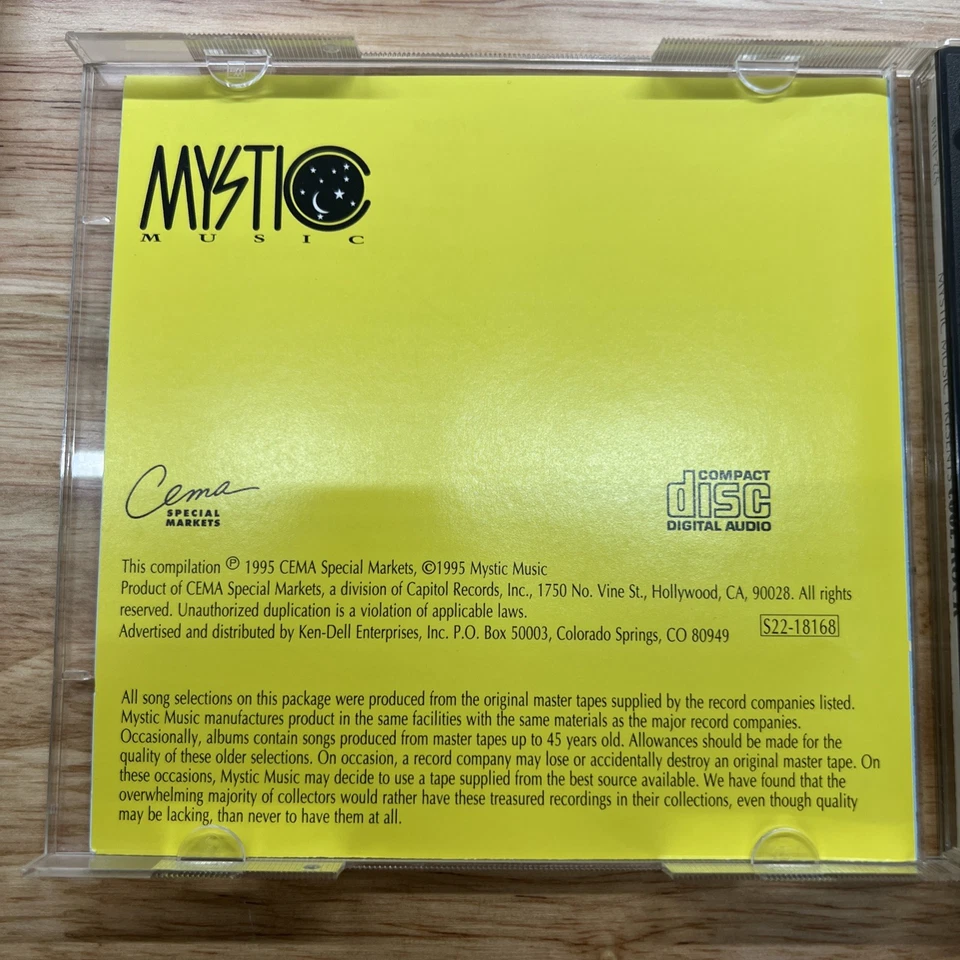 MYSTIC
MUSIC
Cema
SPECIAL
MARKETS
COMPACT
disc
DIGITAL AUDIO
This compilation ℗ 1995 CEMA Special Markets, ©1995 Mystic Music
Product of CEMA Special Markets, a division of Capitol Records, Inc., 1750 No. Vine St., Hollywood, CA, 90028. All rights
reserved. Unauthorized duplication is a violation of applicable laws.
Advertised and distributed by Ken-Dell Enterprises, Inc. P.O. Box 50003, Colorado Springs, CO 80949
S22-18168
All song selections on this package were produced from the original master tapes supplied by the record companies listed.
Mystic Music manufactures product in the same facilities with the same materials as the major record companies.
Occasionally, albums contain songs produced from master tapes up to 45 years old. Allowances should be made for the
quality of these older selections. On occasion, a record company may lose or accidentally destroy an original master tape. On
these occasions, Mystic Music may decide to use a tape supplied from the best source available. We have found that the
overwhelming majority of collectors would rather have these treasured recordings in their collections, even though quality
may be lacking, than never to have them at all.
MYSTIC MUSIC